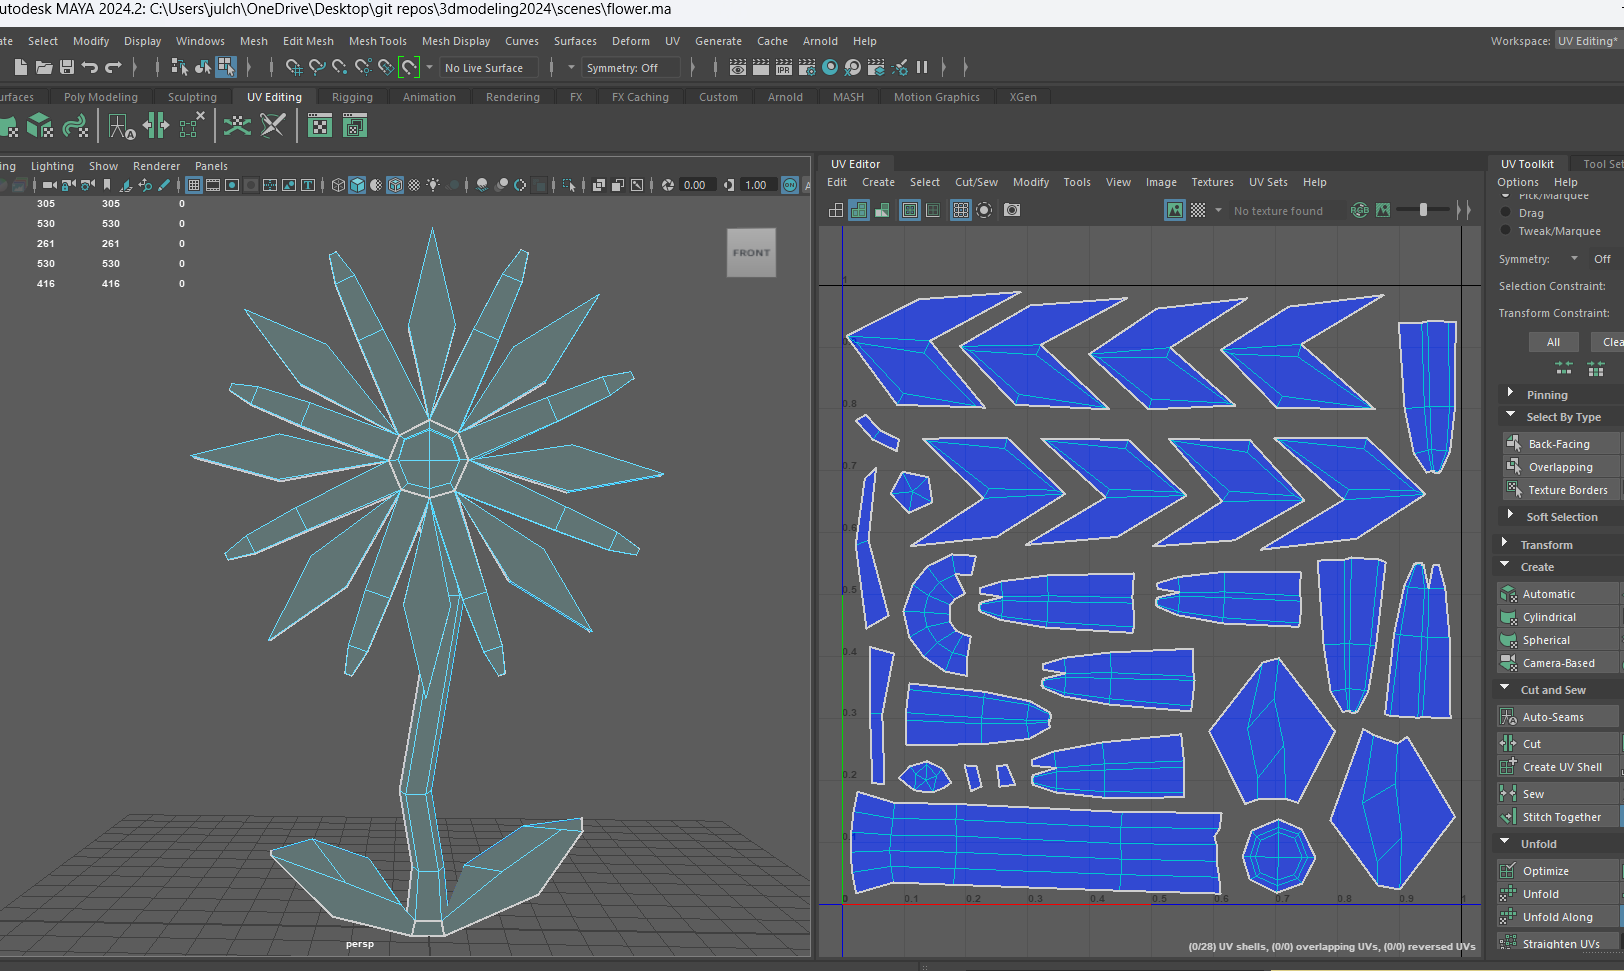 utodesk MAYA 2024.2: C:\Users\julch\OneDrive\Desktop\git repos\3dmodeling2024\scenes\flower.ma
ate Select Modify Display Windows Mesh Edit Mesh Mesh Tools Mesh Display Curves Surfaces Deform UV Generate Cache Arnold Help
Workspace: UV Editing*
No Live Surface Symmetry: Off IPR
urfaces Poly Modeling Sculpting UV Editing Rigging Animation Rendering FX FX Caching Custom Arnold MASH Motion Graphics XGen
ing Lighting Show Renderer Panels
0.00 1.00 ON
305 305 0
530 530 0
261 261 0
530 530 0
416 416 0
FRONT
persp
UV Editor
Edit Create Select Cut/Sew Modify Tools View Image Textures UV Sets Help
No texture found RGB
1
0.8
0.7
0.6
0.5
0.4
0.3
0.2
0.1
0 0 0.1 0.2 0.3 0.4 0.5 0.6 0.7 0.8 0.9 1
(0/28) UV shells, (0/0) overlapping UVs, (0/0) reversed UVs
UV Toolkit Tool Set
Options Help
Pick/Marquee
Drag
Tweak/Marquee
Symmetry: Off
Selection Constraint:
Transform Constraint:
All Clea
Pinning
Select By Type
Back-Facing
Overlapping
Texture Borders
Soft Selection
Transform
Create
Automatic
Cylindrical
Spherical
Camera-Based
Cut and Sew
Auto-Seams
Cut
Create UV Shell
Sew
Stitch Together
Unfold
Optimize
Unfold
Unfold Along
Straighten UVs